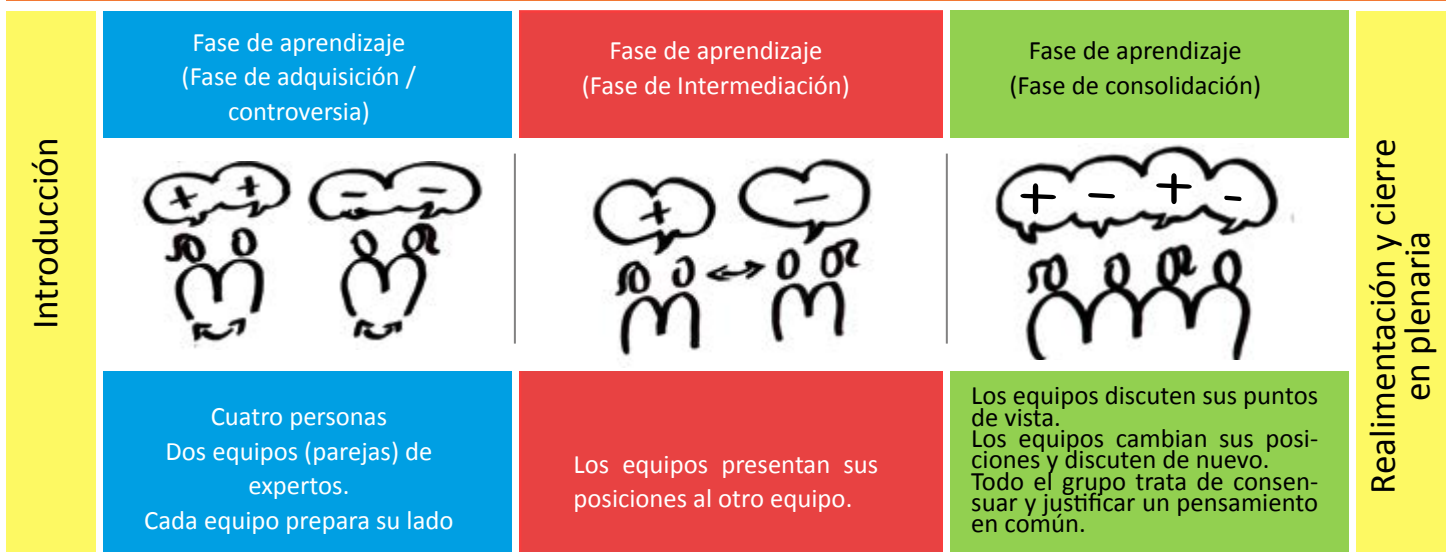 Introducción
Fase de aprendizaje
(Fase de adquisición /
controversia)
Fase de aprendizaje
(Fase de Intermediación)
Fase de aprendizaje
(Fase de consolidación)
+ +
- -
+
-
+ - + -
Cuatro personas
Dos equipos (parejas) de
expertos.
Cada equipo prepara su lado
Los equipos presentan sus
posiciones al otro equipo.
Los equipos discuten sus puntos
de vista.
Los equipos cambian sus posi-
ciones y discuten de nuevo.
Todo el grupo trata de consen-
suar y justificar un pensamiento
en común.
Realimentación y cierre
en plenaria